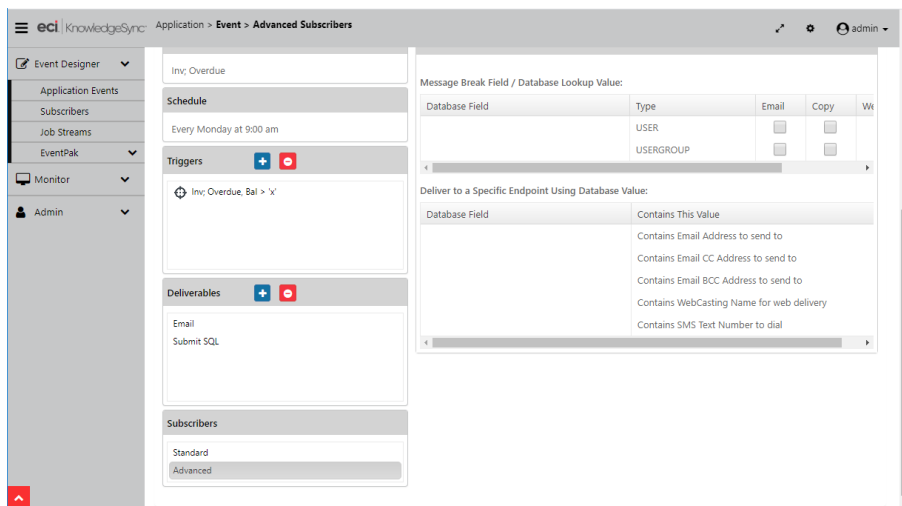 eci KnowledgeSync
Application > Event > Advanced Subscribers
admin
Event Designer
Application Events
Subscribers
Job Streams
EventPak
Monitor
Admin
Inv; Overdue
Schedule
Every Monday at 9:00 am
Triggers
Inv; Overdue, Bal > 'x'
Deliverables
Email
Submit SQL
Subscribers
Standard
Advanced
Message Break Field / Database Lookup Value:
Database Field Type Email Copy We
USER
USERGROUP
Deliver to a Specific Endpoint Using Database Value:
Database Field Contains This Value
Contains Email Address to send to
Contains Email CC Address to send to
Contains Email BCC Address to send to
Contains WebCasting Name for web delivery
Contains SMS Text Number to dial